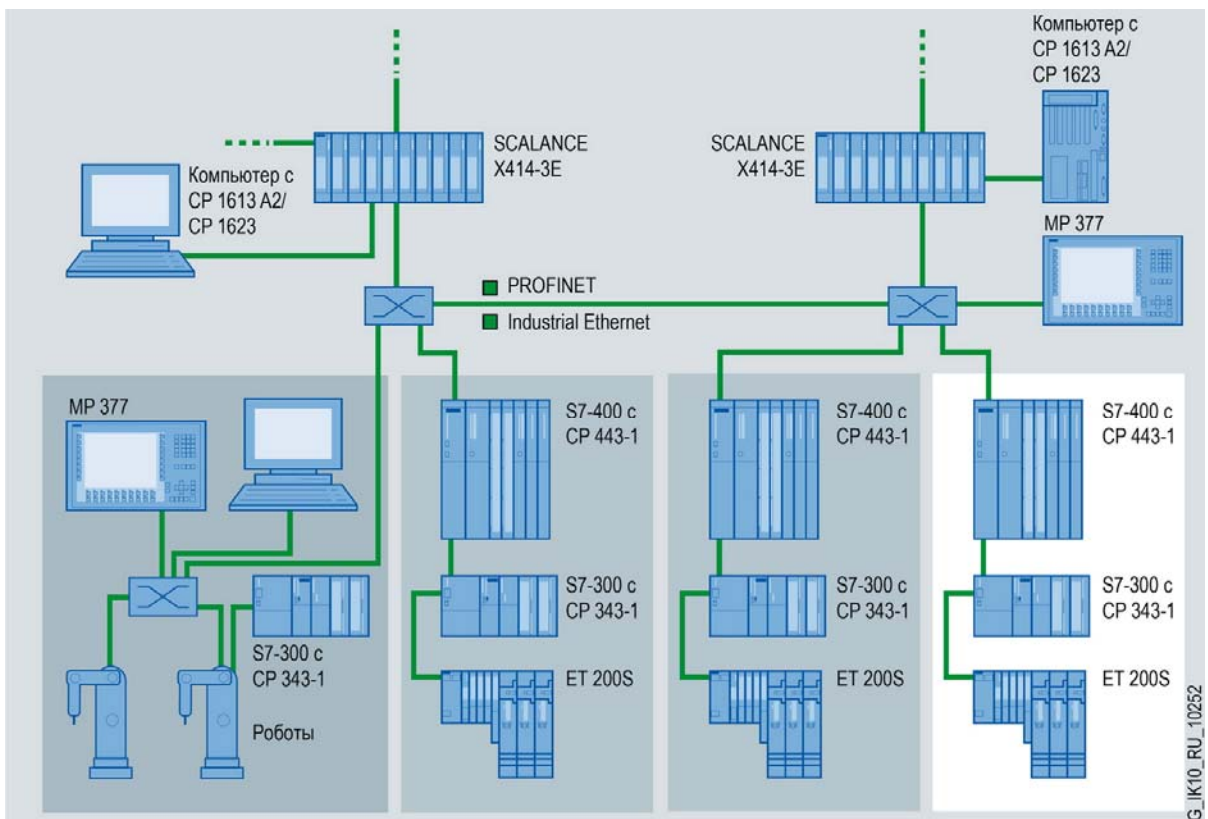 Компьютер с
CP 1613 A2/
CP 1623
SCALANCE
X414-3E
SCALANCE
X414-3E
Компьютер с
CP 1613 A2/
CP 1623
MP 377
PROFINET
Industrial Ethernet
MP 377
S7-400 с
CP 443-1
S7-400 с
CP 443-1
S7-400 с
CP 443-1
S7-300 с
CP 343-1
S7-300 с
CP 343-1
S7-300 с
CP 343-1
S7-300 с
CP 343-1
ET 200S
ET 200S
ET 200S
Роботы
G_IK10_RU_10252